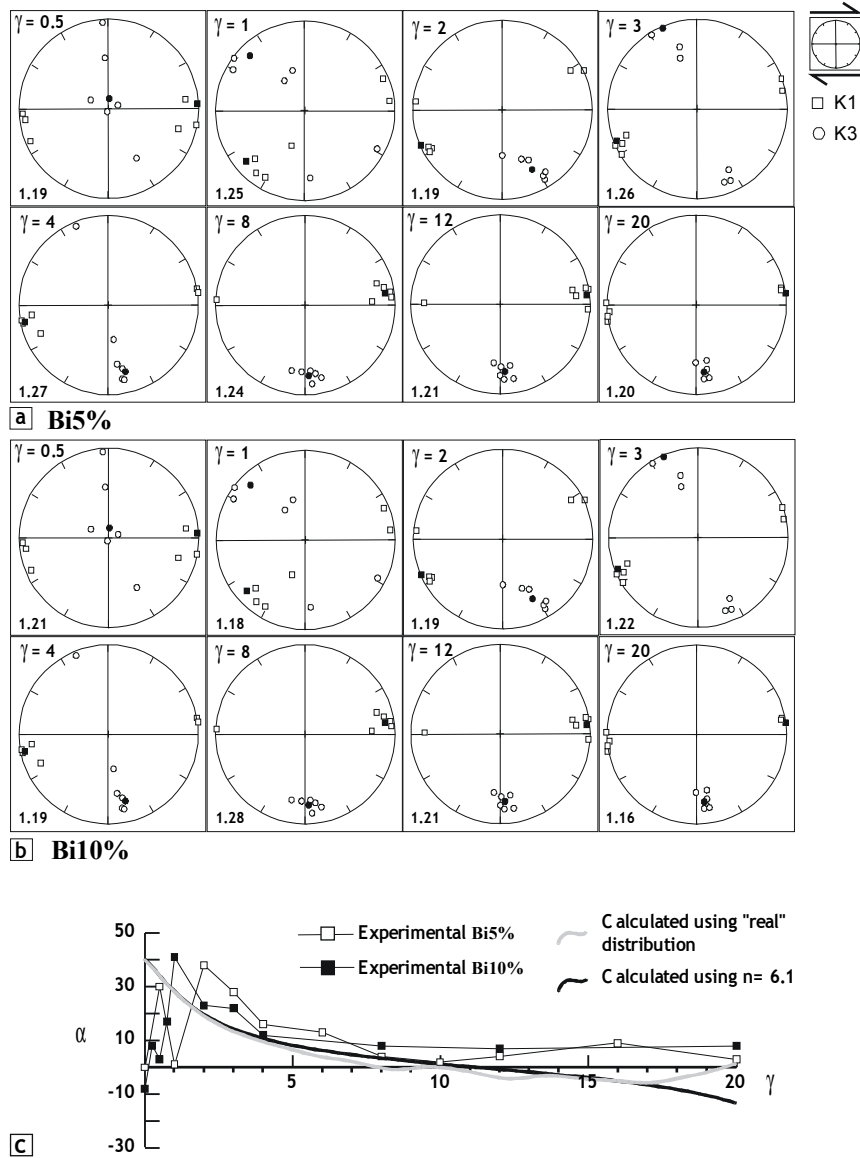 γ = 0.5 γ = 1 γ = 2 γ = 3
K1
K3
1.19 1.25 1.19 1.26
γ = 4 γ = 8 γ = 12 γ = 20
1.27 1.24 1.21 1.20
a Bi5%
γ = 0.5 γ = 1 γ = 2 γ = 3
1.21 1.18 1.19 1.22
γ = 4 γ = 8 γ = 12 γ = 20
1.19 1.28 1.21 1.16
b Bi10%
50
30
10
-10
-30
α
Experimental Bi5%
Experimental Bi10%
Calculated using "real"
distribution
Calculated using n= 6.1
5 10 15 20 γ
c